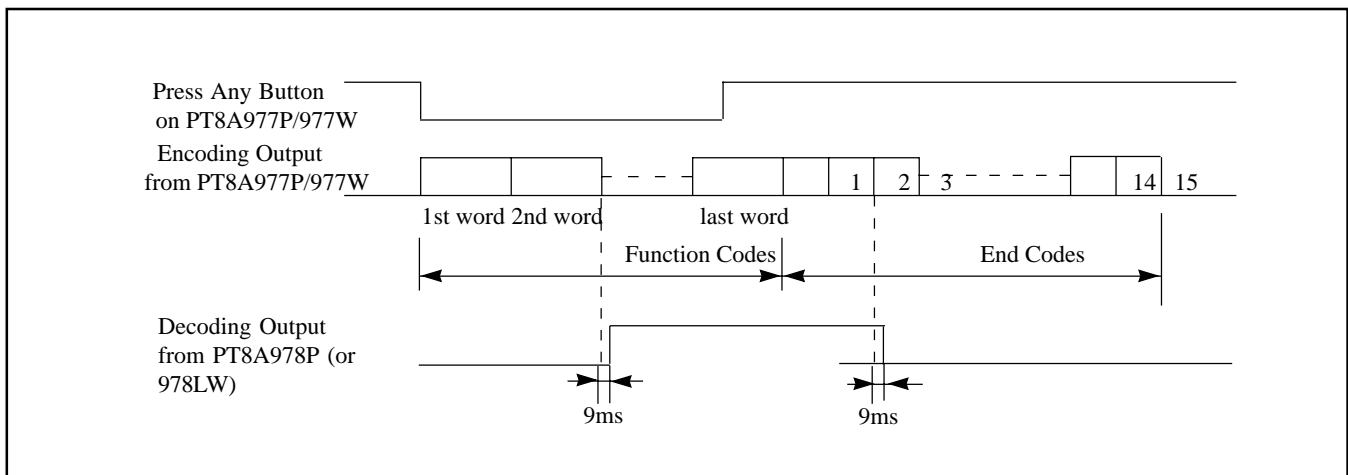 Press Any Button
on PT8A977P/977W
Encoding Output
from PT8A977P/977W
1 2 3 14 15
1st word 2nd word last word
Function Codes End Codes
Decoding Output
from PT8A978P (or
978LW)
9ms 9ms